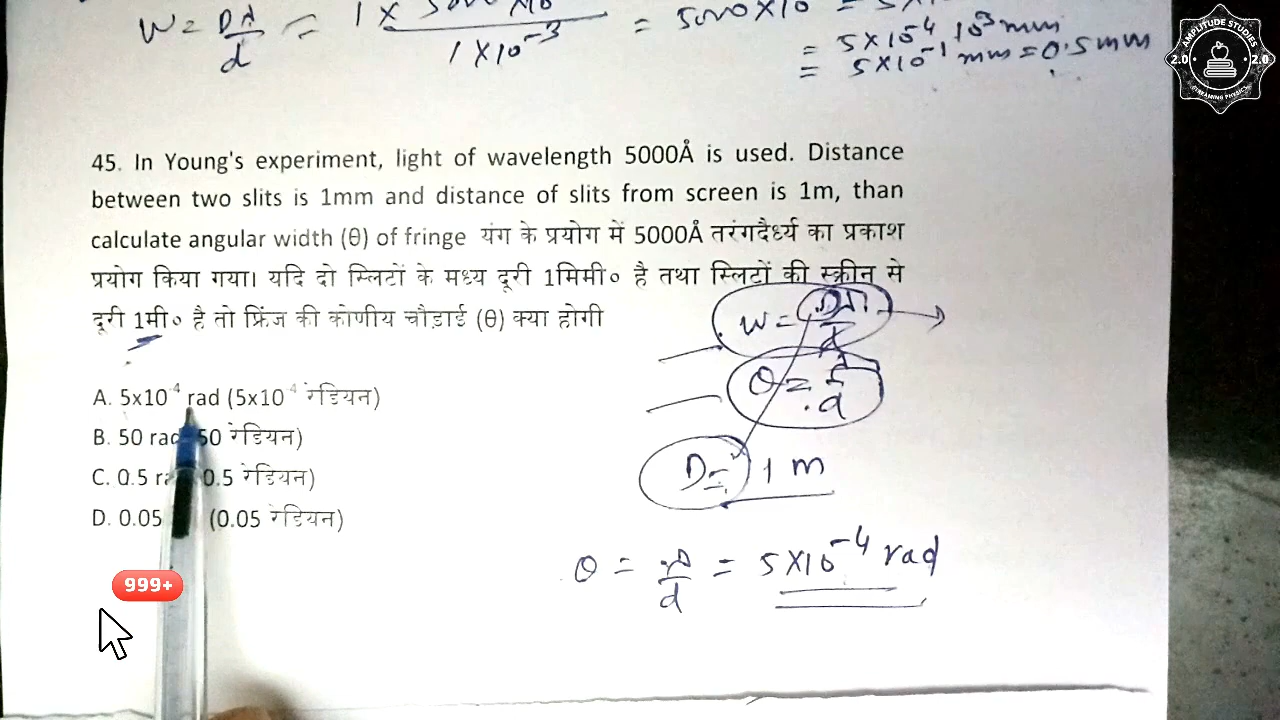 W = Dλ/d = 1 × 5000 × 10 / 1 × 10⁻³ = 5000 × 10 = 5 × 1
= 5 × 10⁻⁴ 10³ mm
= 5 × 10⁻¹ mm = 0.5 mm
AMPLITUDE STUDIES
2.0 2.0
STREAMING PHYSICS
45. In Young's experiment, light of wavelength 5000Å is used. Distance
between two slits is 1mm and distance of slits from screen is 1m, than
calculate angular width (θ) of fringe यंग के प्रयोग में 5000Å तरंगदैर्ध्य का प्रकाश
प्रयोग किया गया। यदि दो स्लिटों के मध्य दूरी 1मिमी० है तथा स्लिटों की स्क्रीन से
दूरी 1मी० है तो फ्रिंज की कोणीय चौड़ाई (θ) क्या होगी
W = Dλ/d
θ = λ/d
A. 5x10⁻⁴ rad (5x10⁻⁴ रेडियन)
B. 50 rad 50 रेडियन)
C. 0.5 ra 0.5 रेडियन)
D. 0.05 (0.05 रेडियन)
D = 1 m
θ = λ/d = 5 × 10⁻⁴ rad
999+